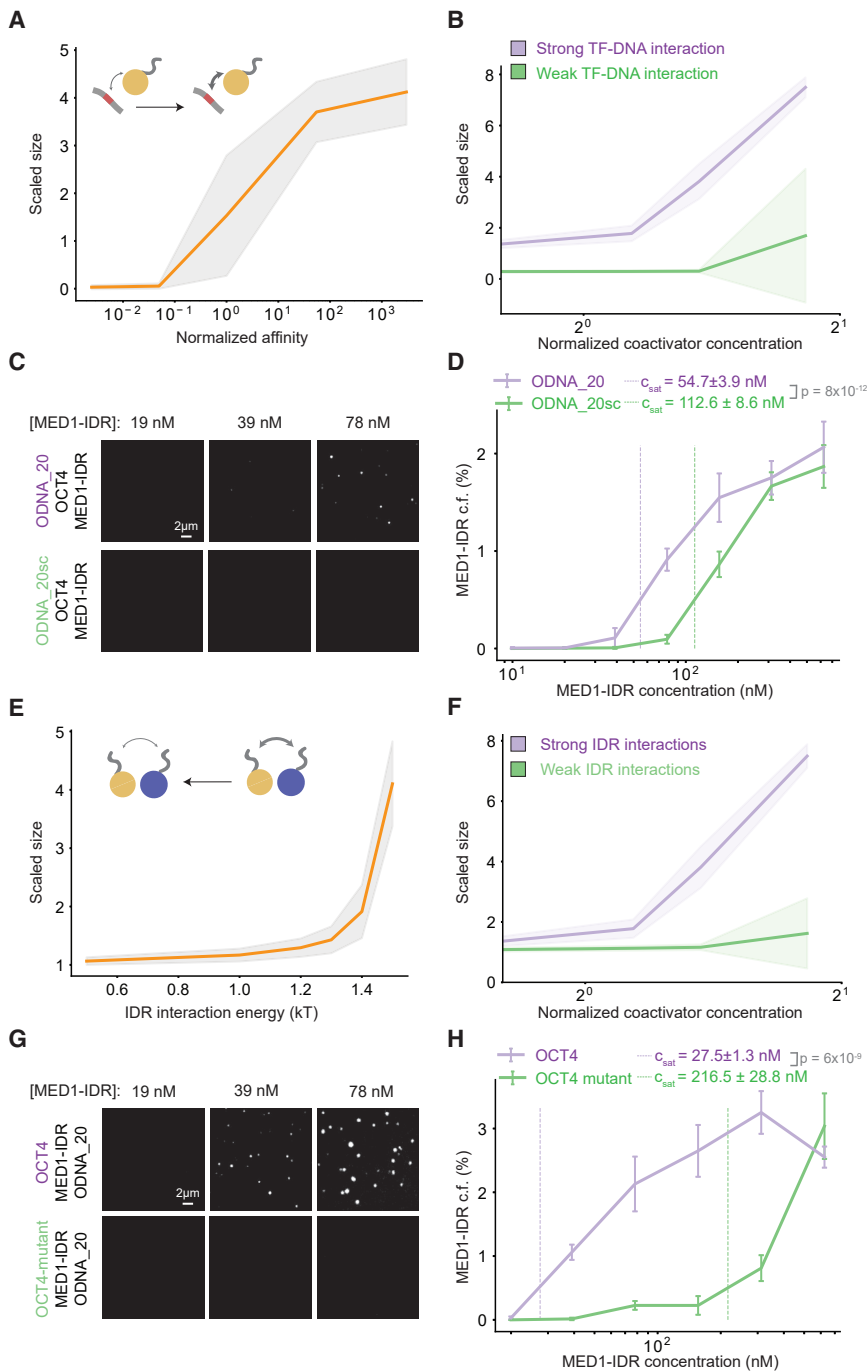 A
5
4
3
2
1
0
Scaled size
10⁻² 10⁻¹ 10⁰ 10¹ 10² 10³
Normalized affinity
B
Strong TF-DNA interaction
Weak TF-DNA interaction
8
6
4
2
0
Scaled size
2⁰ 2¹
Normalized coactivator concentration
C
[MED1-IDR]: 19 nM 39 nM 78 nM
ODNA_20
OCT4
MED1-IDR
2μm
ODNA_20sc
OCT4
MED1-IDR
D
ODNA_20 c_sat = 54.7±3.9 nM
ODNA_20sc c_sat = 112.6 ± 8.6 nM
p = 8x10⁻¹²
2
1
0
MED1-IDR c.f. (%)
10¹ 10²
MED1-IDR concentration (nM)
E
5
4
3
2
1
Scaled size
0.6 0.8 1.0 1.2 1.4
IDR interaction energy (kT)
F
Strong IDR interactions
Weak IDR interactions
8
6
4
2
0
Scaled size
2⁰ 2¹
Normalized coactivator concentration
G
[MED1-IDR]: 19 nM 39 nM 78 nM
OCT4
MED1-IDR
ODNA_20
2μm
OCT4-mutant
MED1-IDR
ODNA_20
H
OCT4 c_sat = 27.5±1.3 nM
OCT4 mutant c_sat = 216.5 ± 28.8 nM
p = 6x10⁻⁹
3
2
1
0
MED1-IDR c.f. (%)
10²
MED1-IDR concentration (nM)